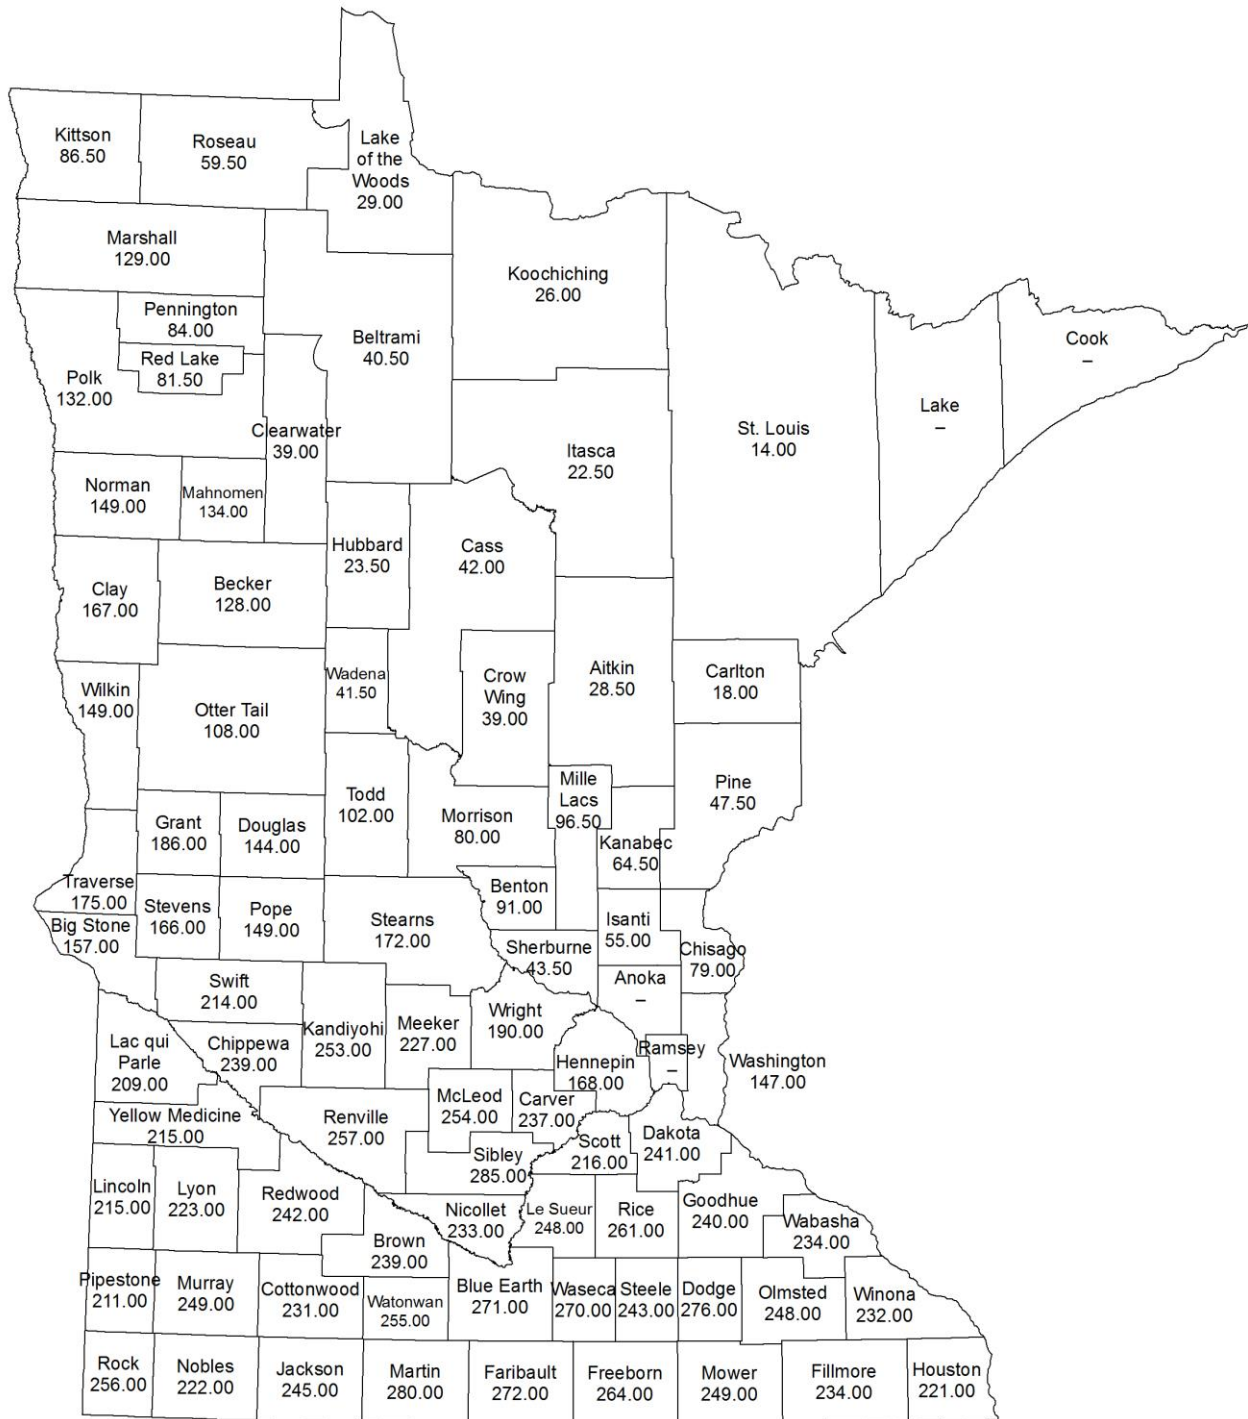 Kittson
86.50
Roseau
59.50
Lake
of the
Woods
29.00
Marshall
129.00
Koochiching
26.00
Pennington
84.00
Beltrami
40.50
Red Lake
81.50
Polk
132.00
Cook
–
Lake
–
St. Louis
14.00
Clearwater
39.00
Itasca
22.50
Norman
149.00
Mahnomen
134.00
Hubbard
23.50
Cass
42.00
Clay
167.00
Becker
128.00
Wadena
41.50
Crow
Wing
39.00
Aitkin
28.50
Carlton
18.00
Wilkin
149.00
Otter Tail
108.00
Todd
102.00
Morrison
80.00
Mille
Lacs
96.50
Pine
47.50
Kanabec
64.50
Grant
186.00
Douglas
144.00
Traverse
175.00
Stevens
166.00
Pope
149.00
Stearns
172.00
Benton
91.00
Isanti
55.00
Big Stone
157.00
Sherburne
43.50
Chisago
79.00
Anoka
–
Swift
214.00
Wright
190.00
Kandiyohi
253.00
Meeker
227.00
Lac qui
Parle
209.00
Chippewa
239.00
Hennepin
168.00
Ramsey
–
Washington
147.00
McLeod
254.00
Carver
237.00
Yellow Medicine
215.00
Renville
257.00
Scott
216.00
Dakota
241.00
Sibley
285.00
Lincoln
215.00
Lyon
223.00
Redwood
242.00
Nicollet
233.00
Le Sueur
248.00
Rice
261.00
Goodhue
240.00
Wabasha
234.00
Brown
239.00
Pipestone
211.00
Murray
249.00
Cottonwood
231.00
Watonwan
255.00
Blue Earth
271.00
Waseca
270.00
Steele
243.00
Dodge
276.00
Olmsted
248.00
Winona
232.00
Rock
256.00
Nobles
222.00
Jackson
245.00
Martin
280.00
Faribault
272.00
Freeborn
264.00
Mower
249.00
Fillmore
234.00
Houston
221.00